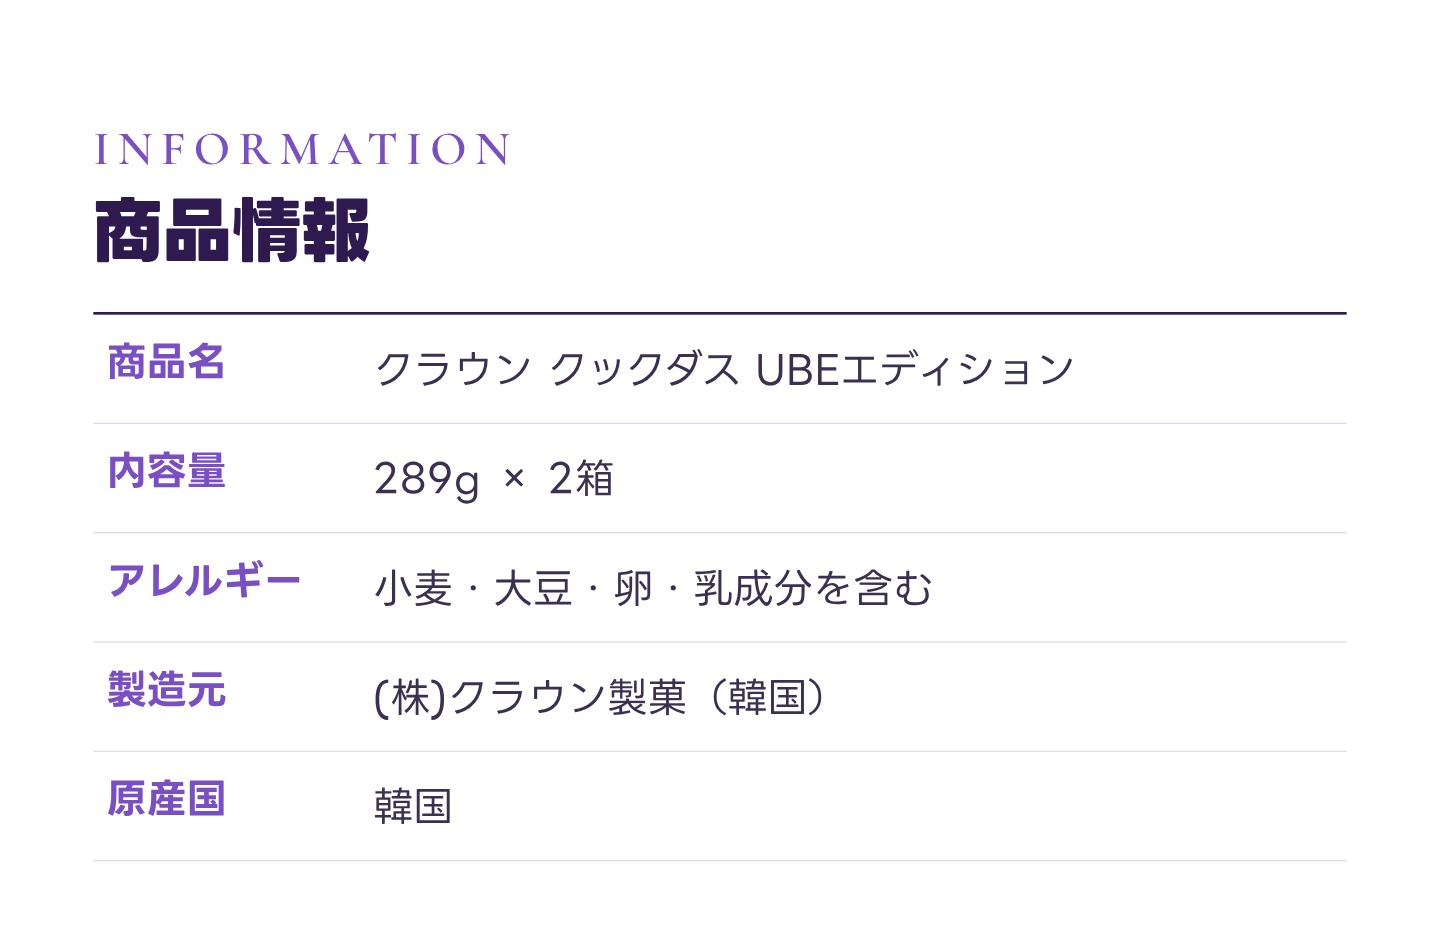 INFORMATION
商品情報
商品名 クラウン クックダス UBEエディション
内容量 289g × 2箱
アレルギー 小麦・大豆・卵・乳成分を含む
製造元 (株)クラウン製菓（韓国）
原産国 韓国